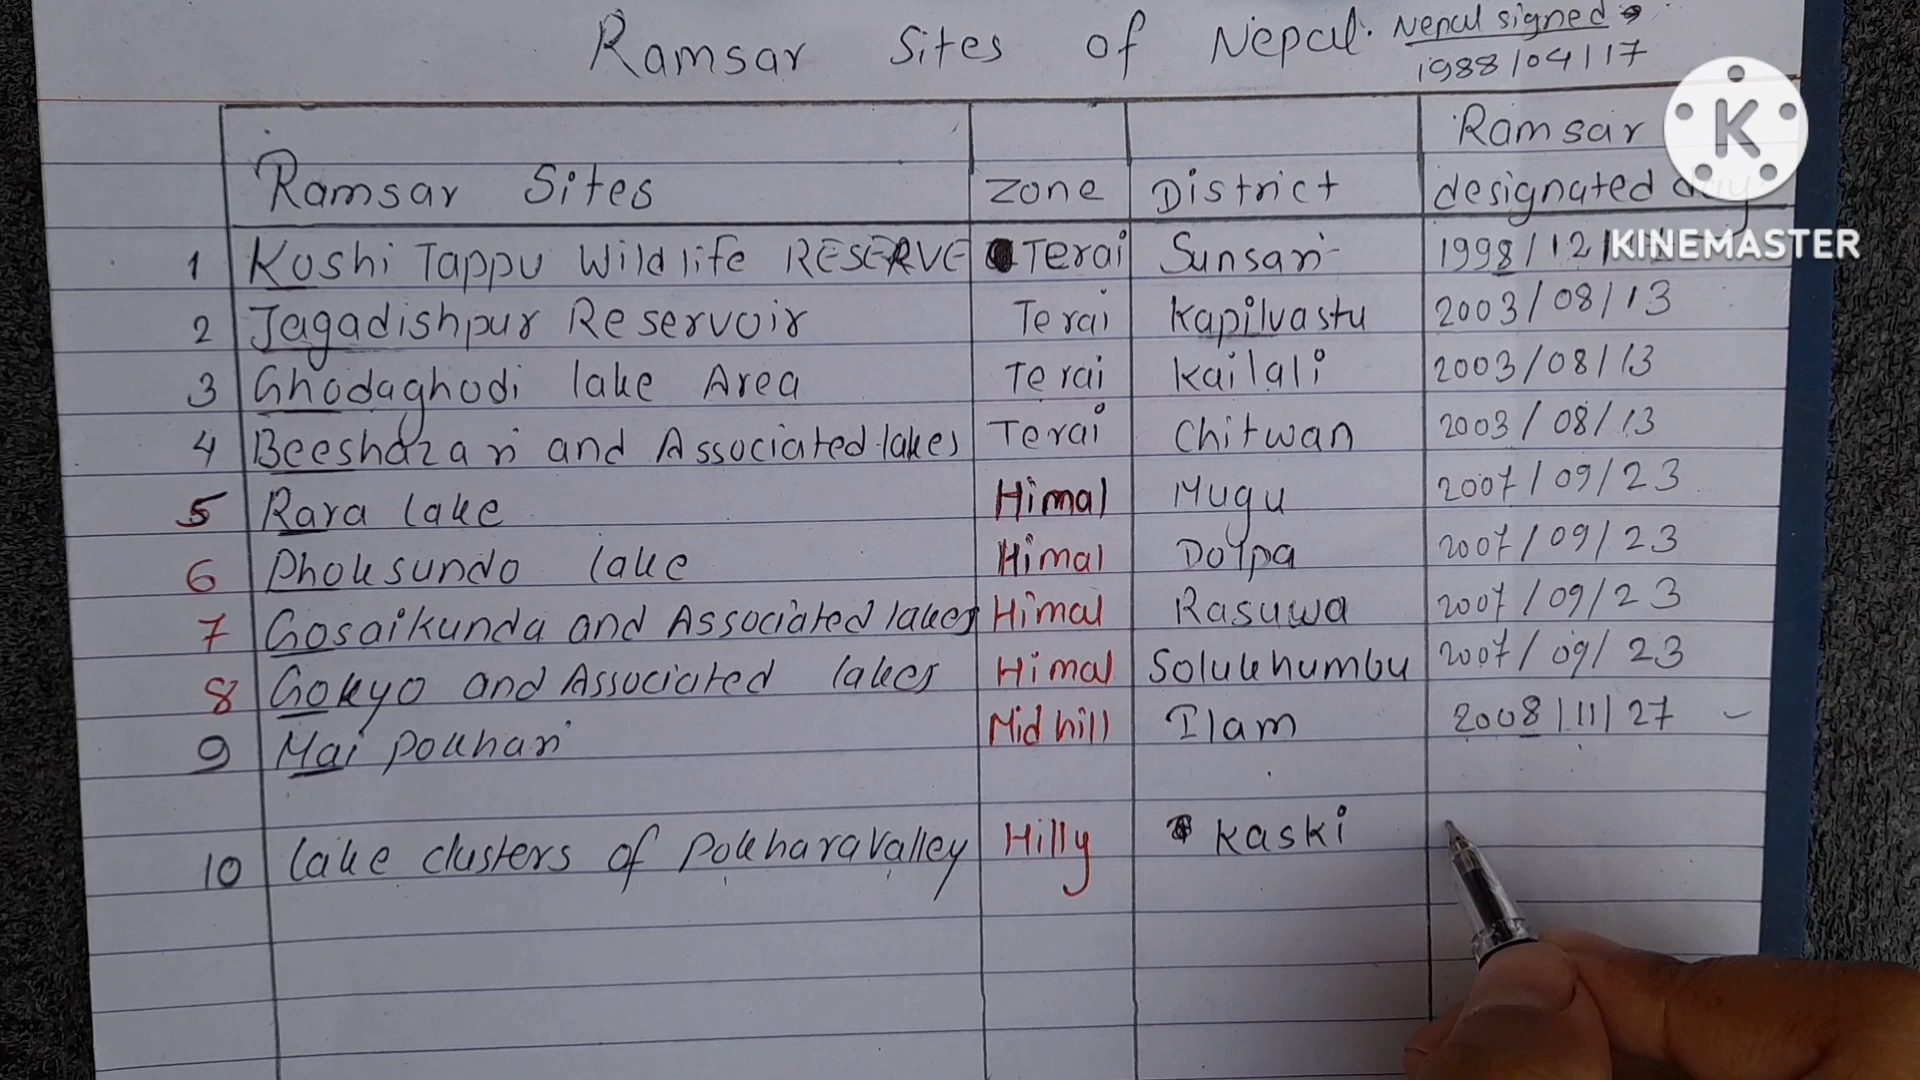 Ramsar Sites of Nepal. Nepal signed
1988/04/17
Ramsar
Ramsar Sites Zone District designated day
1 Koshi Tappu Wildlife RESERVE Terai Sunsari 1998/12/
KINEMASTER
2 Jagadishpur Reservoir Terai Kapilvastu 2003/08/13
3 Ghodaghodi lake Area Terai Kailali 2003/08/13
4 Beeshazari and Associated lakes Terai Chitwan 2003/08/13
5 Rara lake Himal Mugu 2007/09/23
6 Phoksundo lake Himal Dolpa 2007/09/23
7 Gosaikunda and Associated lakes Himal Rasuwa 2007/09/23
8 Gokyo and Associated lakes Himal Solukhumbu 2007/09/23
9 Mai pokhari Mid hill Ilam 2008/11/27
10 lake clusters of Pokhara Valley Hilly Kaski